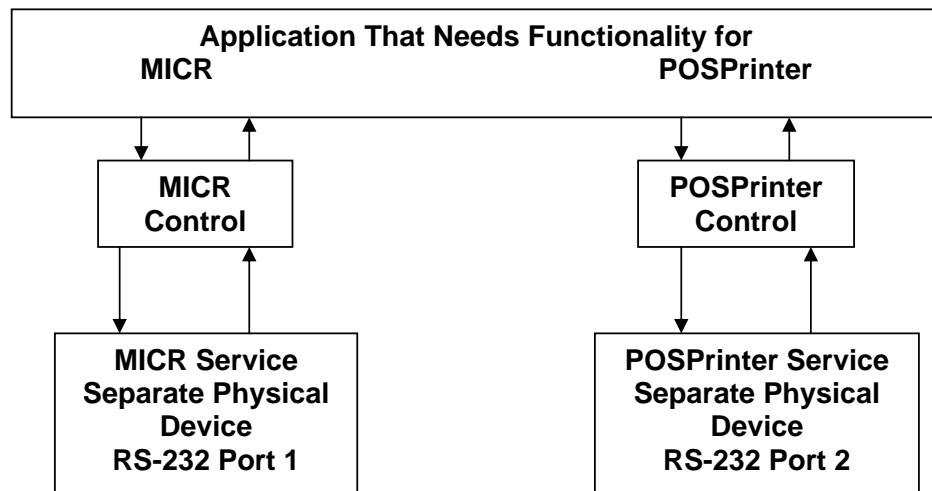 Application That Needs Functionality for
MICR POSPrinter
MICR
Control
POSPrinter
Control
MICR Service
Separate Physical
Device
RS-232 Port 1
POSPrinter Service
Separate Physical
Device
RS-232 Port 2